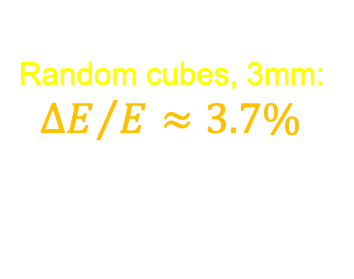 Random cubes, 3mm:
Δ𝐸/𝐸 ≈ 3.7%